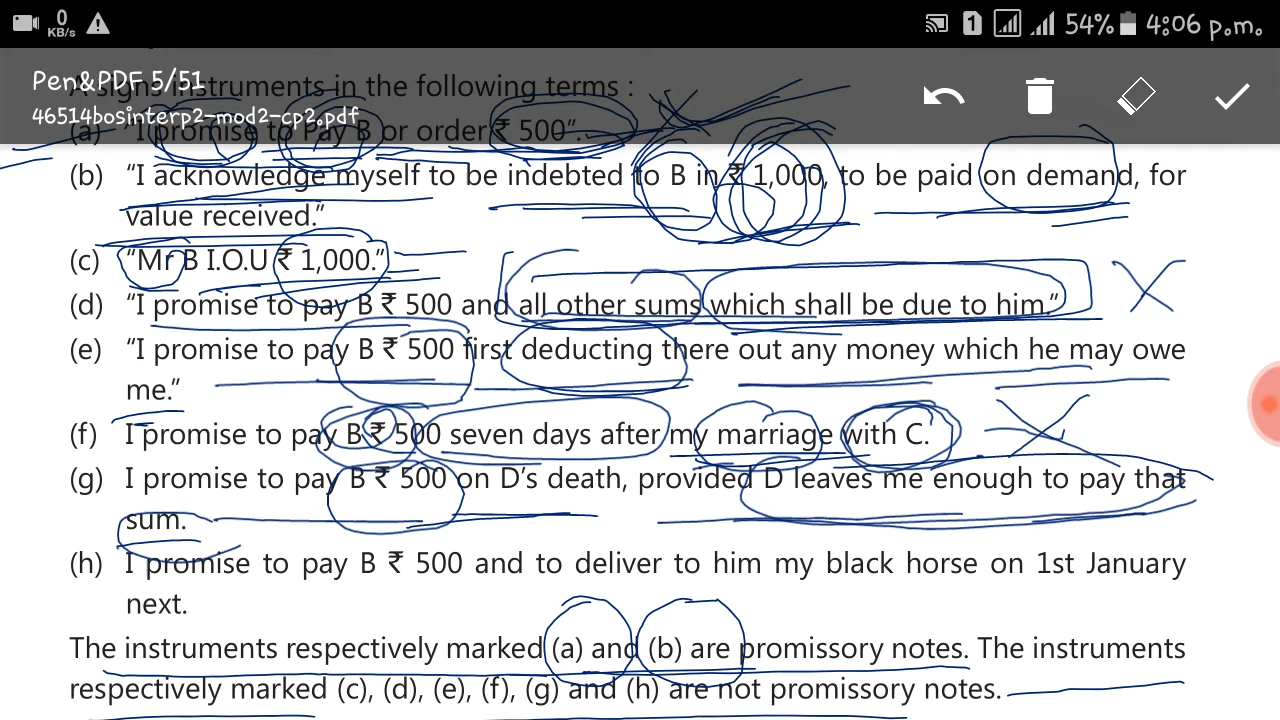 0
KB/s
1
54%
4:06 p.m.
Pen&PDF 5/51
46514bosinterp2-mod2-cp2.pdf
A signs instruments in the following terms :
(a) "I promise to Pay B or order ₹ 500".
(b) "I acknowledge myself to be indebted to B in ₹ 1,000, to be paid on demand, for
value received."
(c) "Mr B I.O.U ₹ 1,000."
(d) "I promise to pay B ₹ 500 and all other sums which shall be due to him."
(e) "I promise to pay B ₹ 500 first deducting there out any money which he may owe
me."
(f) I promise to pay B ₹ 500 seven days after my marriage with C.
(g) I promise to pay B ₹ 500 on D's death, provided D leaves me enough to pay that
sum.
(h) I promise to pay B ₹ 500 and to deliver to him my black horse on 1st January
next.
The instruments respectively marked (a) and (b) are promissory notes. The instruments
respectively marked (c), (d), (e), (f), (g) and (h) are not promissory notes.